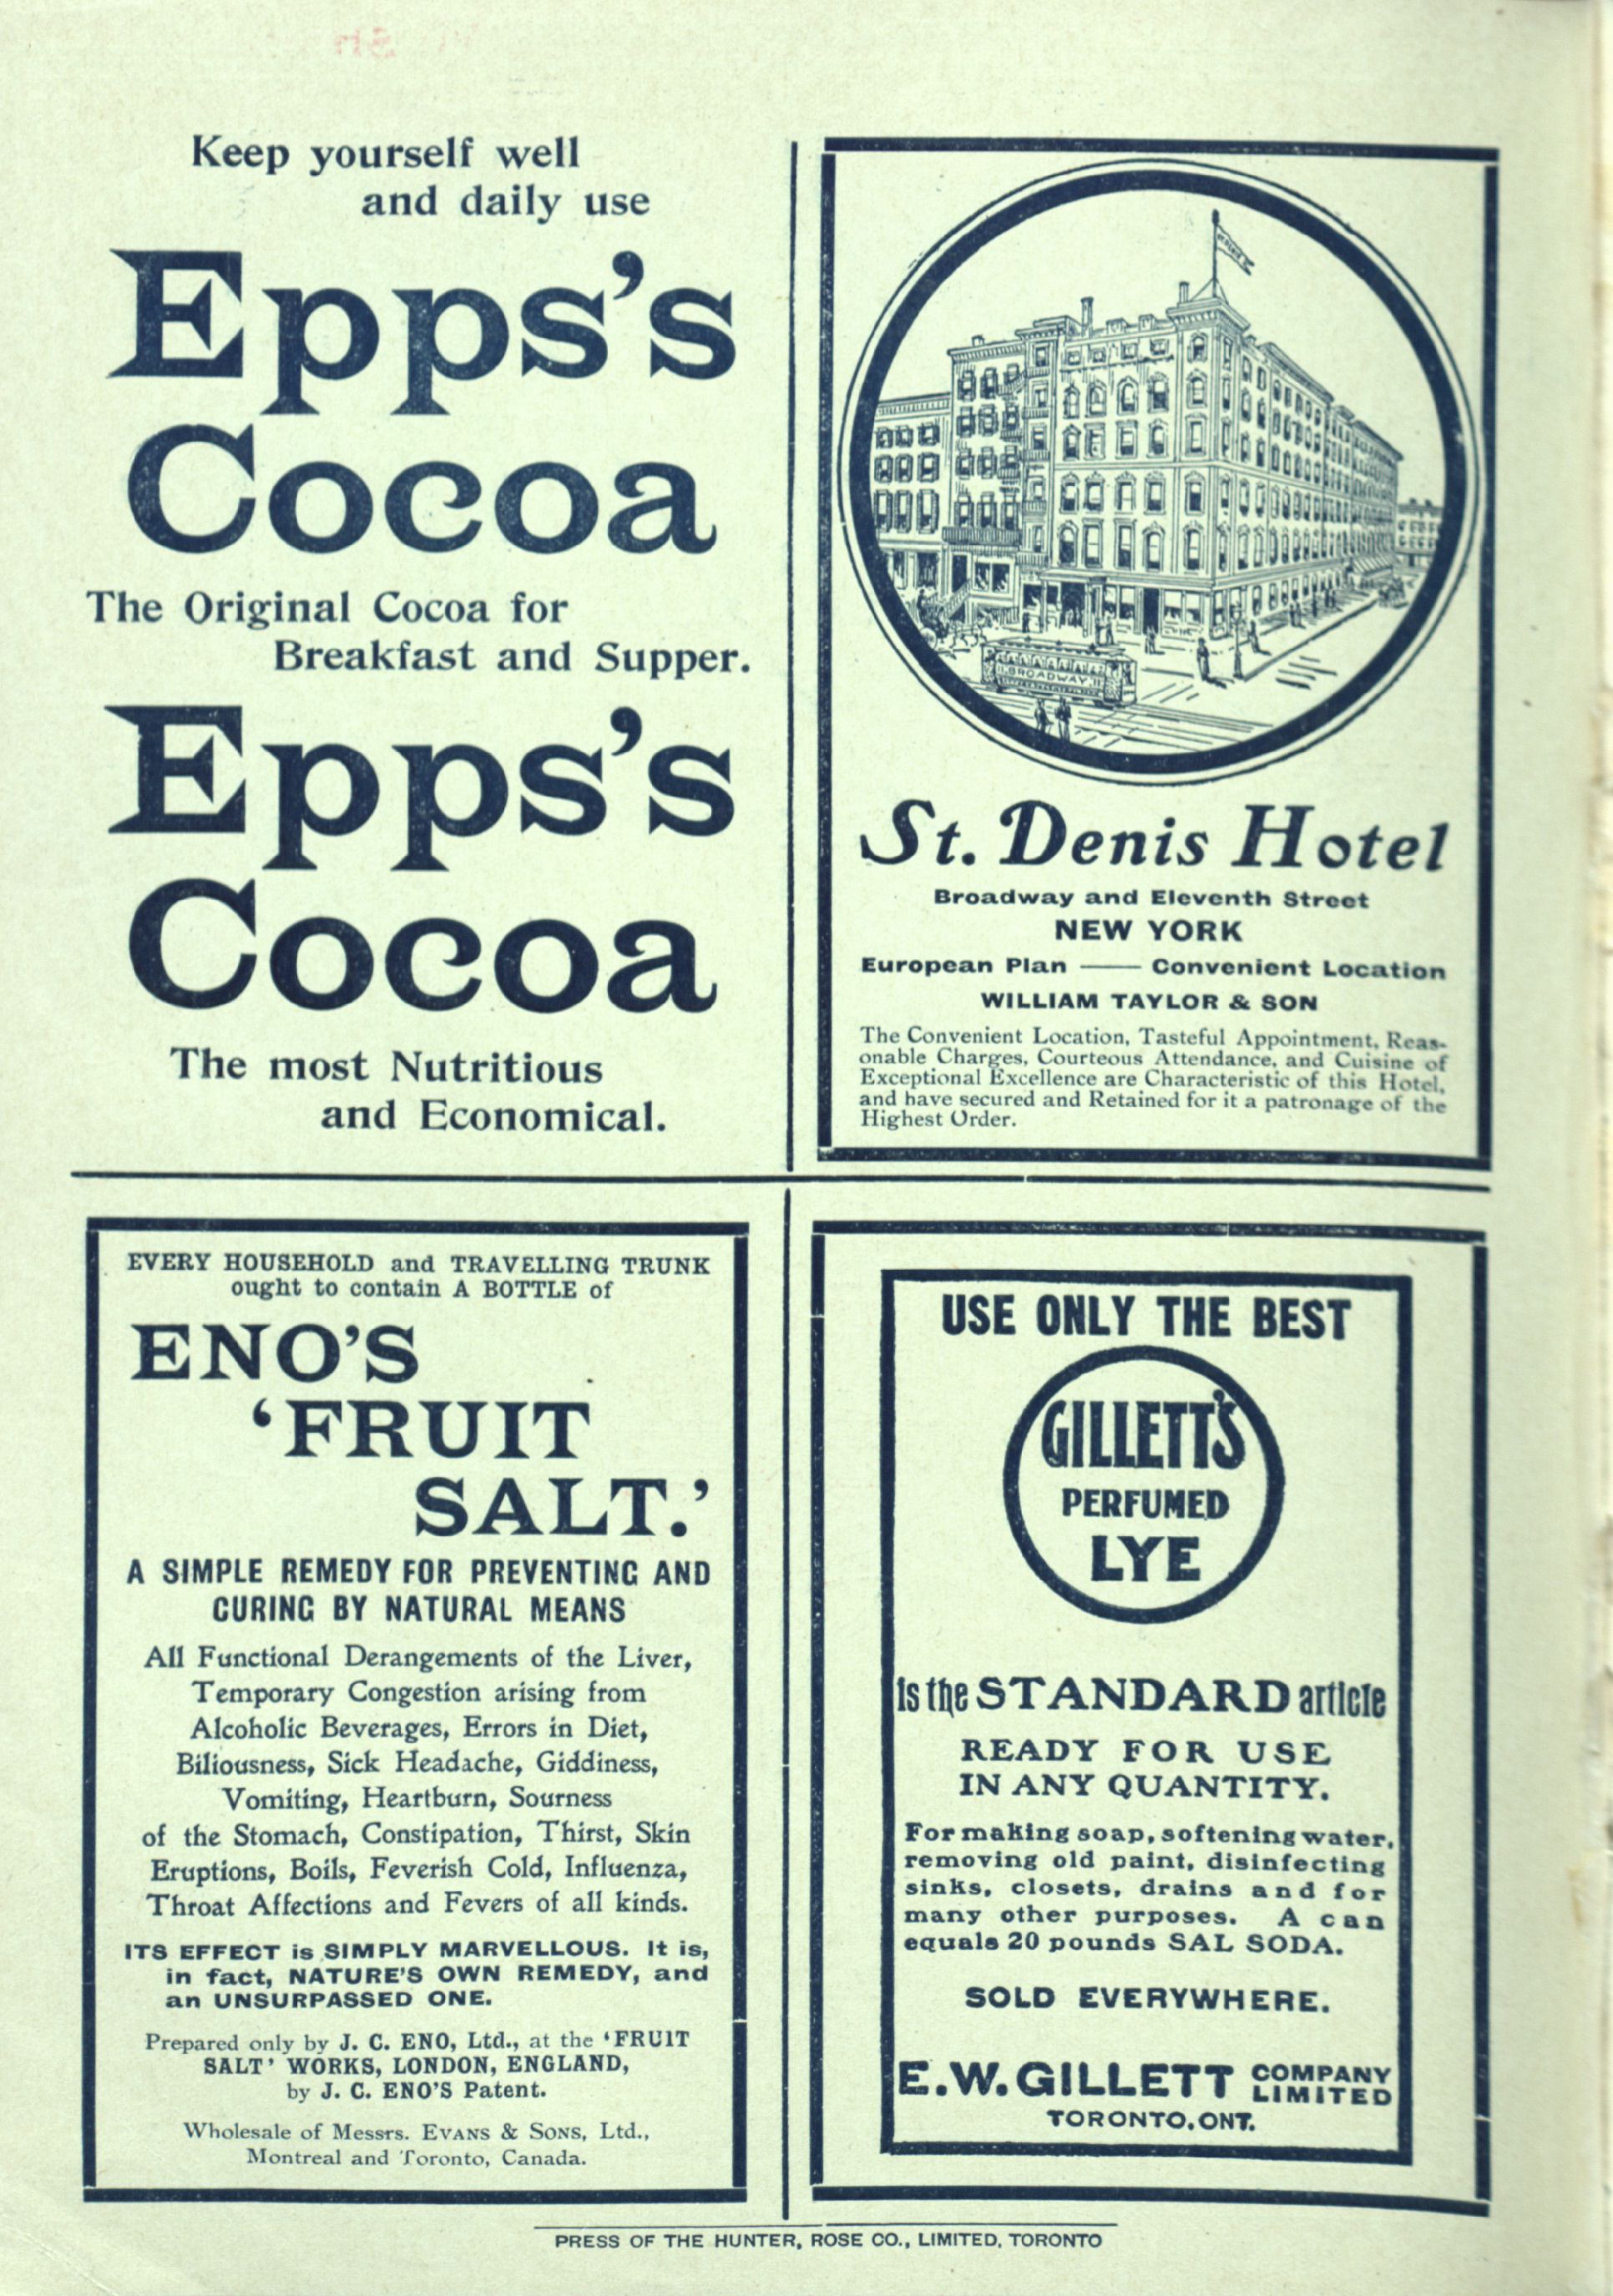 Keep yourself well
and daily use
Epps's
Cocoa
The Original Cocoa for
Breakfast and Supper.
Epps's
Cocoa
The most Nutritious
and Economical.
BROADWAY
St. Denis Hotel
Broadway and Eleventh Street
NEW YORK
European Plan —— Convenient Location
WILLIAM TAYLOR & SON
The Convenient Location, Tasteful Appointment, Reas-
onable Charges, Courteous Attendance, and Cuisine of
Exceptional Excellence are Characteristic of this Hotel,
and have secured and Retained for it a patronage of the
Highest Order.
EVERY HOUSEHOLD and TRAVELLING TRUNK
ought to contain A BOTTLE of
ENO'S
'FRUIT
SALT.'
A SIMPLE REMEDY FOR PREVENTING AND
CURING BY NATURAL MEANS
All Functional Derangements of the Liver,
Temporary Congestion arising from
Alcoholic Beverages, Errors in Diet,
Biliousness, Sick Headache, Giddiness,
Vomiting, Heartburn, Sourness
of the Stomach, Constipation, Thirst, Skin
Eruptions, Boils, Feverish Cold, Influenza,
Throat Affections and Fevers of all kinds.
ITS EFFECT is SIMPLY MARVELLOUS. It is,
in fact, NATURE'S OWN REMEDY, and
an UNSURPASSED ONE.
Prepared only by J. C. ENO, Ltd., at the 'FRUIT
SALT' WORKS, LONDON, ENGLAND,
by J. C. ENO'S Patent.
Wholesale of Messrs. EVANS & SONS, Ltd.,
Montreal and Toronto, Canada.
USE ONLY THE BEST
GILLETT'S
PERFUMED
LYE
Is the STANDARD article
READY FOR USE
IN ANY QUANTITY.
For making soap, softening water,
removing old paint, disinfecting
sinks, closets, drains and for
many other purposes. A can
equals 20 pounds SAL SODA.
SOLD EVERYWHERE.
E.W. GILLETT COMPANY LIMITED
TORONTO, ONT.
PRESS OF THE HUNTER, ROSE CO., LIMITED, TORONTO